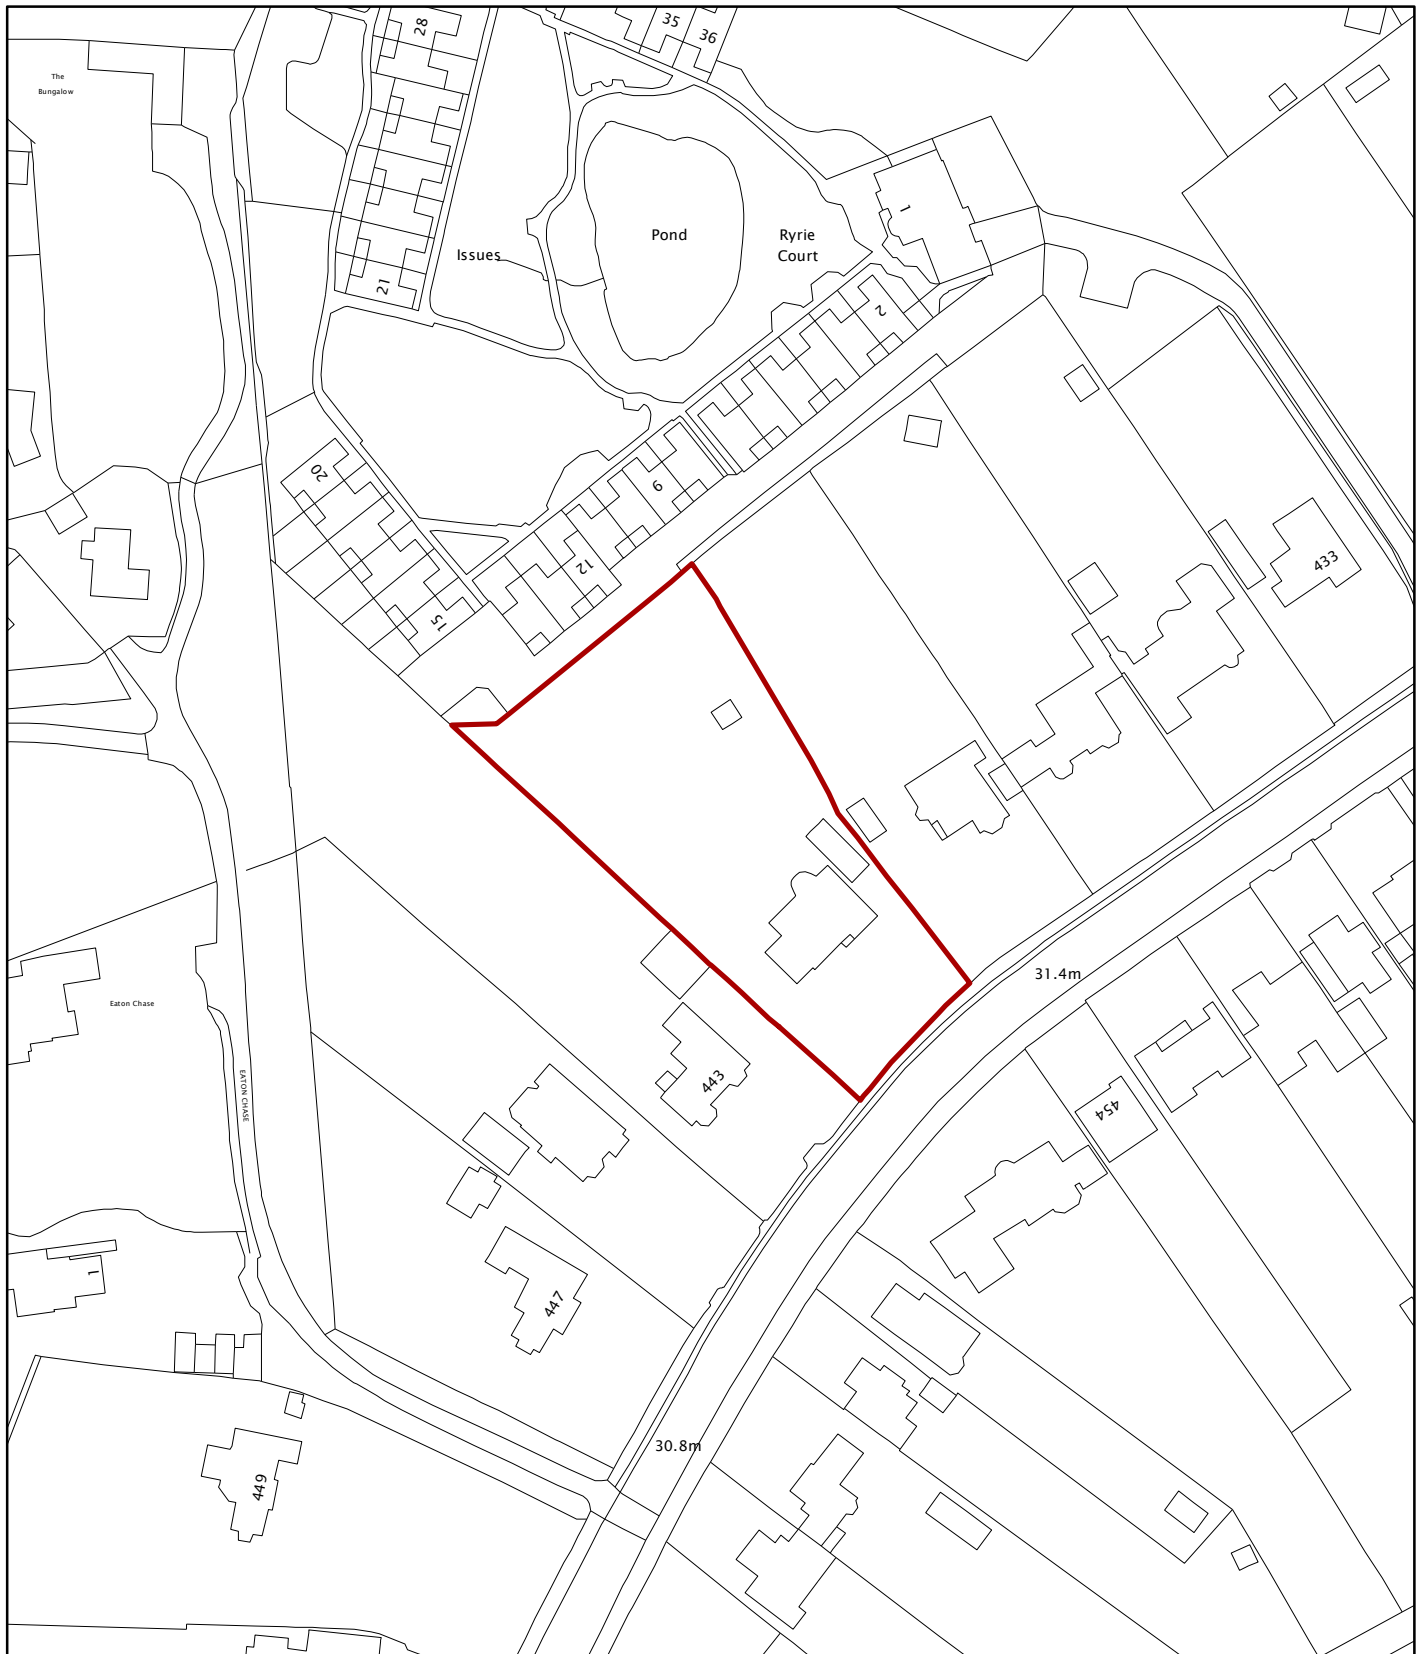 28
35
36
The
Bungalow
1
Pond
Ryrie
Court
Issues
21
2
20
9
12
15
433
31.4m
Eaton Chase
EATON CHASE
443
454
447
1
30.8m
449